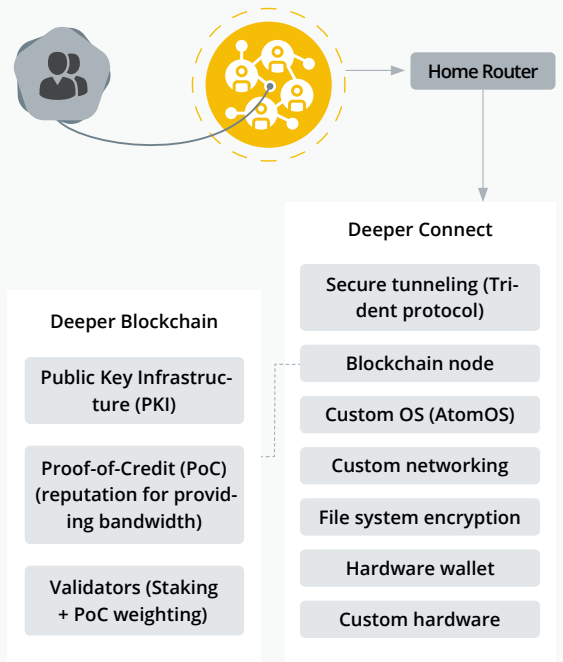 Home Router
Deeper Connect
Secure tunneling (Tri-
dent protocol)
Blockchain node
Custom OS (AtomOS)
Custom networking
File system encryption
Hardware wallet
Custom hardware
Deeper Blockchain
Public Key Infrastruc-
ture (PKI)
Proof-of-Credit (PoC)
(reputation for provid-
ing bandwidth)
Validators (Staking
+ PoC weighting)